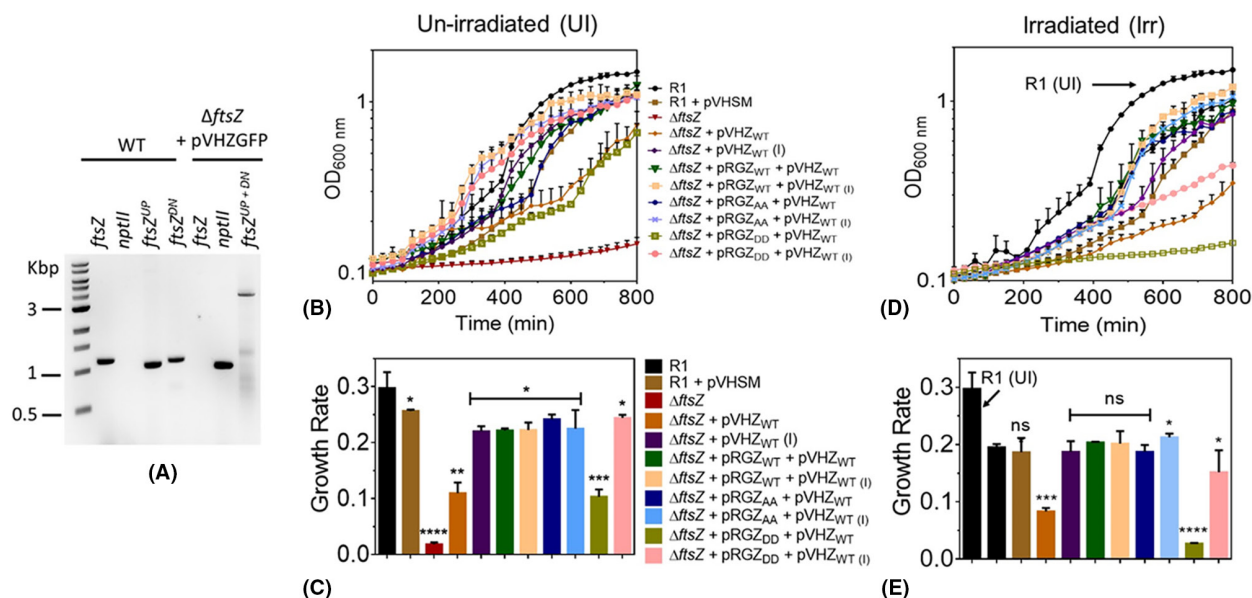 ΔftsZ
WT + pVHZGFP
ftsZ
nptII
ftsZUP
ftsZDN
ftsZ
nptII
ftsZUP + DN
Kbp
3
1
0.5
(A)
Un-irradiated (UI)
OD600 nm
1
0.1
0 200 400 600 800
Time (min)
(B)
R1
R1 + pVHSM
ΔftsZ
ΔftsZ + pVHZWT
ΔftsZ + pVHZWT (I)
ΔftsZ + pRGZWT + pVHZWT
ΔftsZ + pRGZWT + pVHZWT (I)
ΔftsZ + pRGZAA + pVHZWT
ΔftsZ + pRGZAA + pVHZWT (I)
ΔftsZ + pRGZDD + pVHZWT
ΔftsZ + pRGZDD + pVHZWT (I)
Irradiated (Irr)
R1 (UI)
OD600 nm
1
0.1
0 200 400 600 800
Time (min)
(D)
Growth Rate
0.3
0.2
0.1
0.0
*
**
****
*
***
*
(C)
R1
R1 + pVHSM
ΔftsZ
ΔftsZ + pVHZWT
ΔftsZ + pVHZWT (I)
ΔftsZ + pRGZWT + pVHZWT
ΔftsZ + pRGZWT + pVHZWT (I)
ΔftsZ + pRGZAA + pVHZWT
ΔftsZ + pRGZAA + pVHZWT (I)
ΔftsZ + pRGZDD + pVHZWT
ΔftsZ + pRGZDD + pVHZWT (I)
Growth Rate
0.3
0.2
0.1
0.0
R1 (UI)
ns
***
ns
*
****
*
(E)